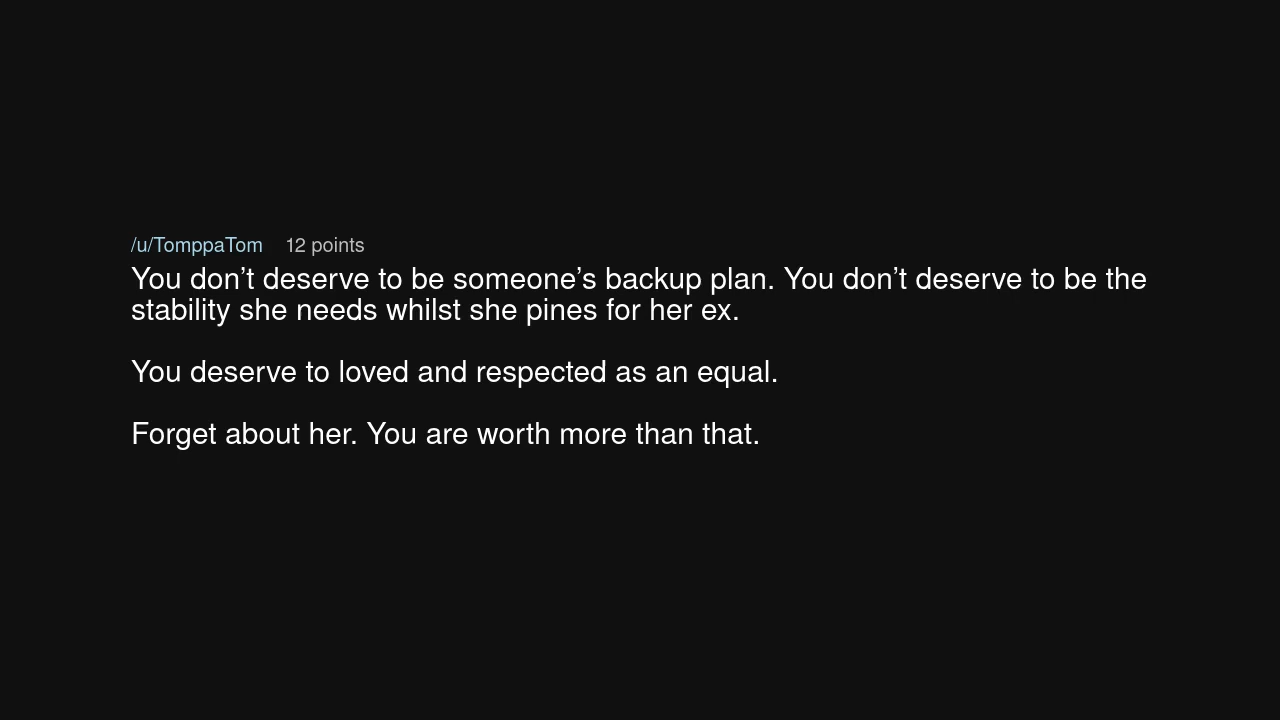 /u/TomppaTom 12 points
You don’t deserve to be someone’s backup plan. You don’t deserve to be the
stability she needs whilst she pines for her ex.
You deserve to loved and respected as an equal.
Forget about her. You are worth more than that.